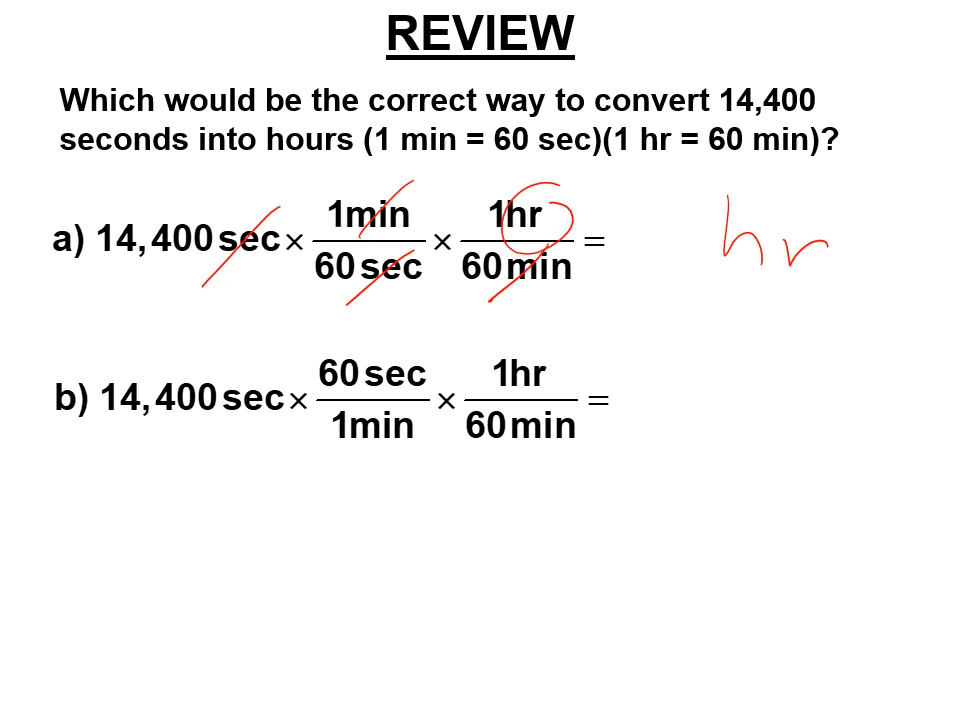 REVIEW
Which would be the correct way to convert 14,400
seconds into hours (1 min = 60 sec)(1 hr = 60 min)?
a) 14,400 sec × 1min/60 sec × 1hr/60 min = hr
b) 14,400 sec × 60 sec/1min × 1hr/60 min =